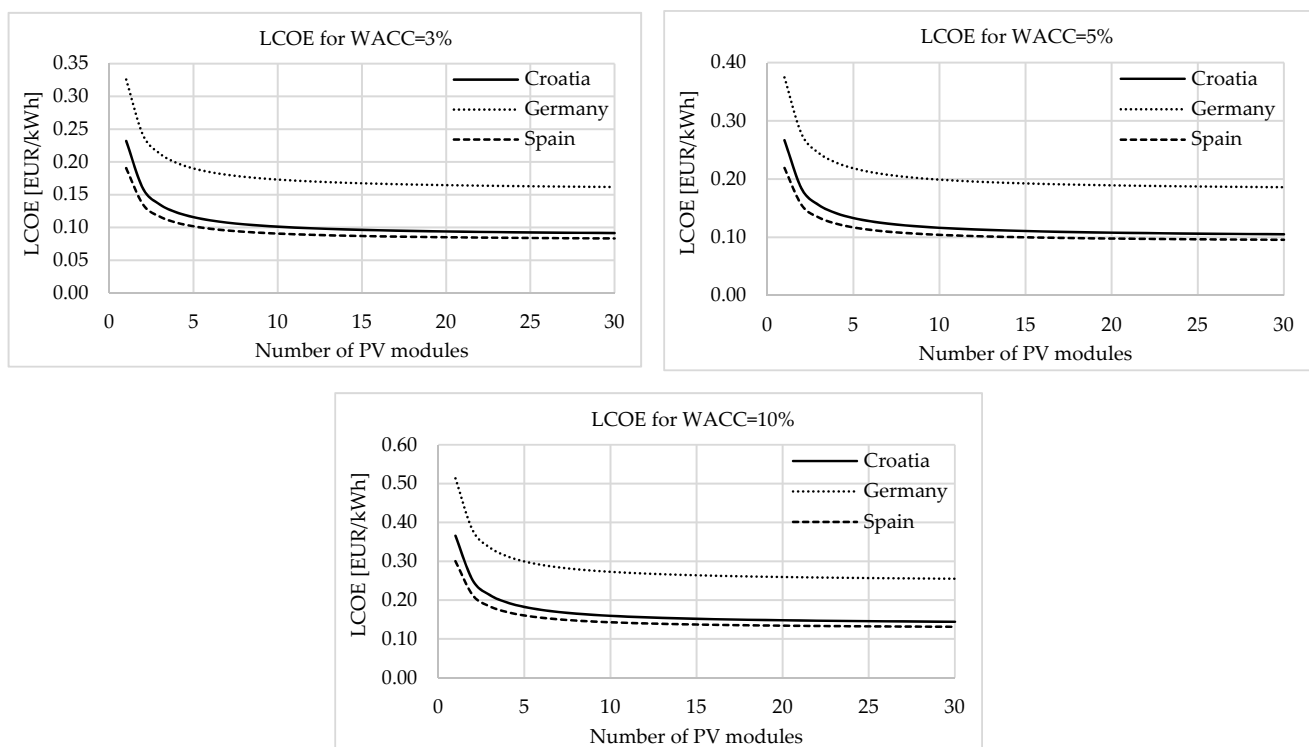 LCOE for WACC=3%
LCOE [EUR/kWh]
0.35
0.30
0.25
0.20
0.15
0.10
0.05
0.00
Croatia
Germany
Spain
0 5 10 15 20 25 30
Number of PV modules
LCOE for WACC=5%
LCOE [EUR/kWh]
0.40
0.30
0.20
0.10
0.00
Croatia
Germany
Spain
0 5 10 15 20 25 30
Number of PV modules
LCOE for WACC=10%
LCOE [EUR/kWh]
0.60
0.50
0.40
0.30
0.20
0.10
0.00
Croatia
Germany
Spain
0 5 10 15 20 25 30
Number of PV modules